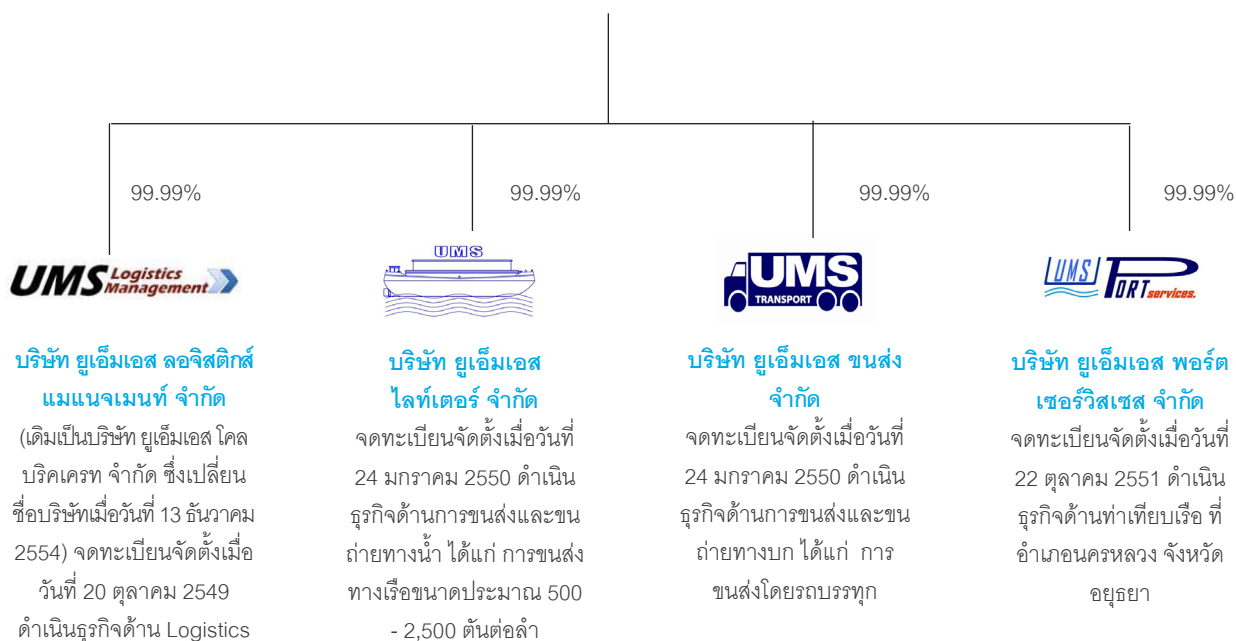 99.99%
99.99%
99.99%
99.99%
UMS Logistics
Management
UMS
UMS
TRANSPORT
UMS PORT services.
บริษัท ยูเอ็มเอส ลอจิสติกส์
แมแนจเมนท์ จำกัด
(เดิมเป็นบริษัท ยูเอ็มเอส โคล
บริคเครท จำกัด ซึ่งเปลี่ยน
ชื่อบริษัทเมื่อวันที่ 13 ธันวาคม
2554) จดทะเบียนจัดตั้งเมื่อ
วันที่ 20 ตุลาคม 2549
ดำเนินธุรกิจด้าน Logistics
บริษัท ยูเอ็มเอส
ไลท์เตอร์ จำกัด
จดทะเบียนจัดตั้งเมื่อวันที่
24 มกราคม 2550 ดำเนิน
ธุรกิจด้านการขนส่งและขน
ถ่ายทางน้ำ ได้แก่ การขนส่ง
ทางเรือขนาดประมาณ 500
- 2,500 ตันต่อลำ
บริษัท ยูเอ็มเอส ขนส่ง
จำกัด
จดทะเบียนจัดตั้งเมื่อวันที่
24 มกราคม 2550 ดำเนิน
ธุรกิจด้านการขนส่งและขน
ถ่ายทางบก ได้แก่ การ
ขนส่งโดยรถบรรทุก
บริษัท ยูเอ็มเอส พอร์ต
เซอร์วิสเซส จำกัด
จดทะเบียนจัดตั้งเมื่อวันที่
22 ตุลาคม 2551 ดำเนิน
ธุรกิจด้านท่าเทียบเรือ ที่
อำเภอนครหลวง จังหวัด
อยุธยา